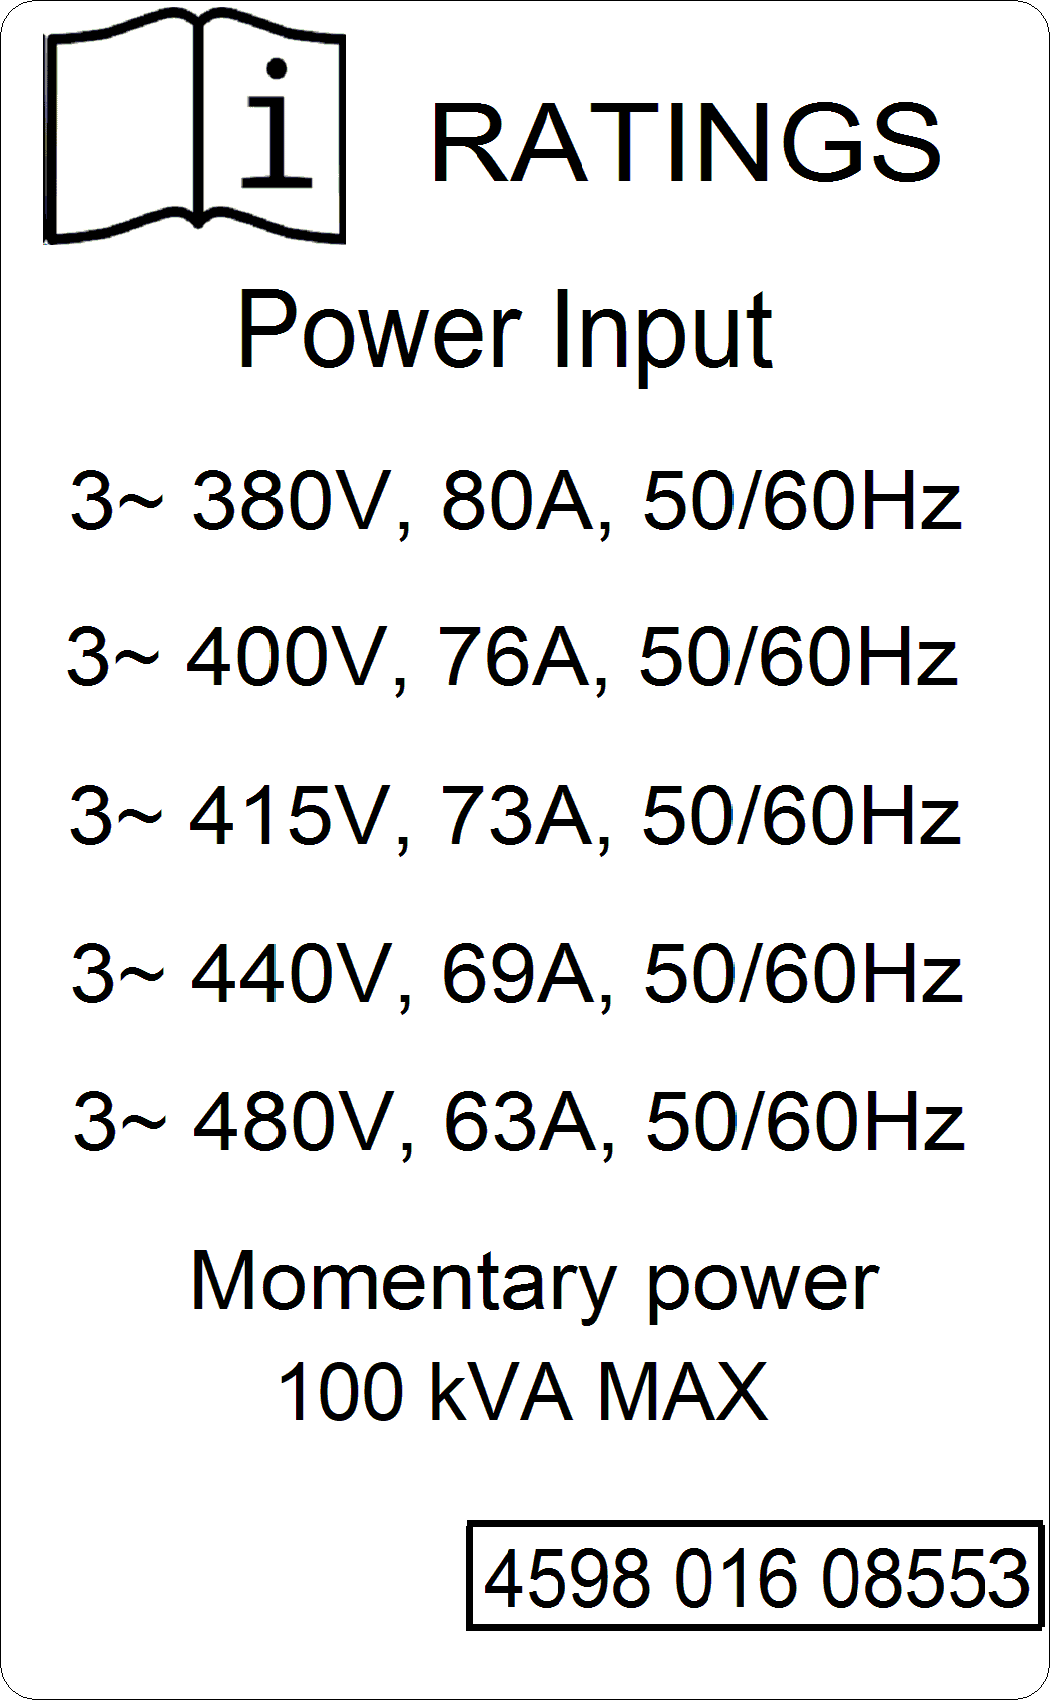 i
RATINGS
Power Input
3~ 380V, 80A, 50/60Hz
3~ 400V, 76A, 50/60Hz
3~ 415V, 73A, 50/60Hz
3~ 440V, 69A, 50/60Hz
3~ 480V, 63A, 50/60Hz
Momentary power
100 kVA MAX
4598 016 08553